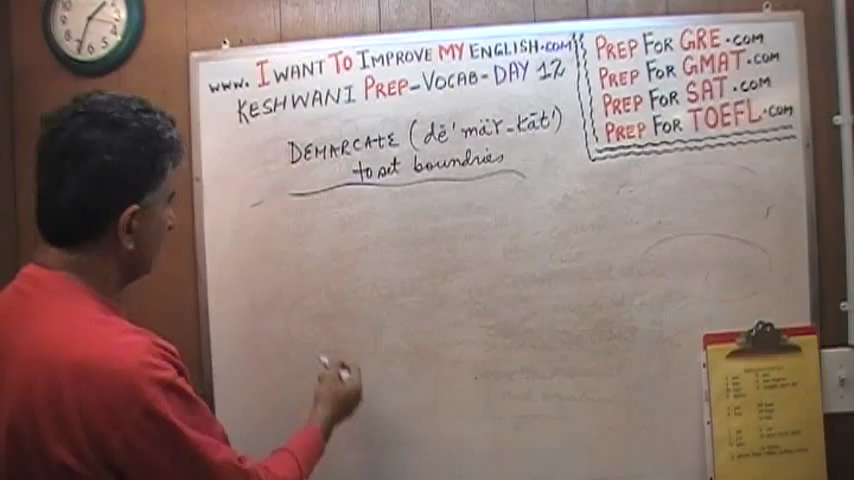 www. I WANT TO IMPROVE MY ENGLISH.COM
KESHWANI PREP-VOCAB-DAY 12
PREP FOR GRE.COM
PREP FOR GMAT.COM
PREP FOR SAT.COM
PREP FOR TOEFL.COM
DEMARCATE (dē'mär-kāt')
to set boundries